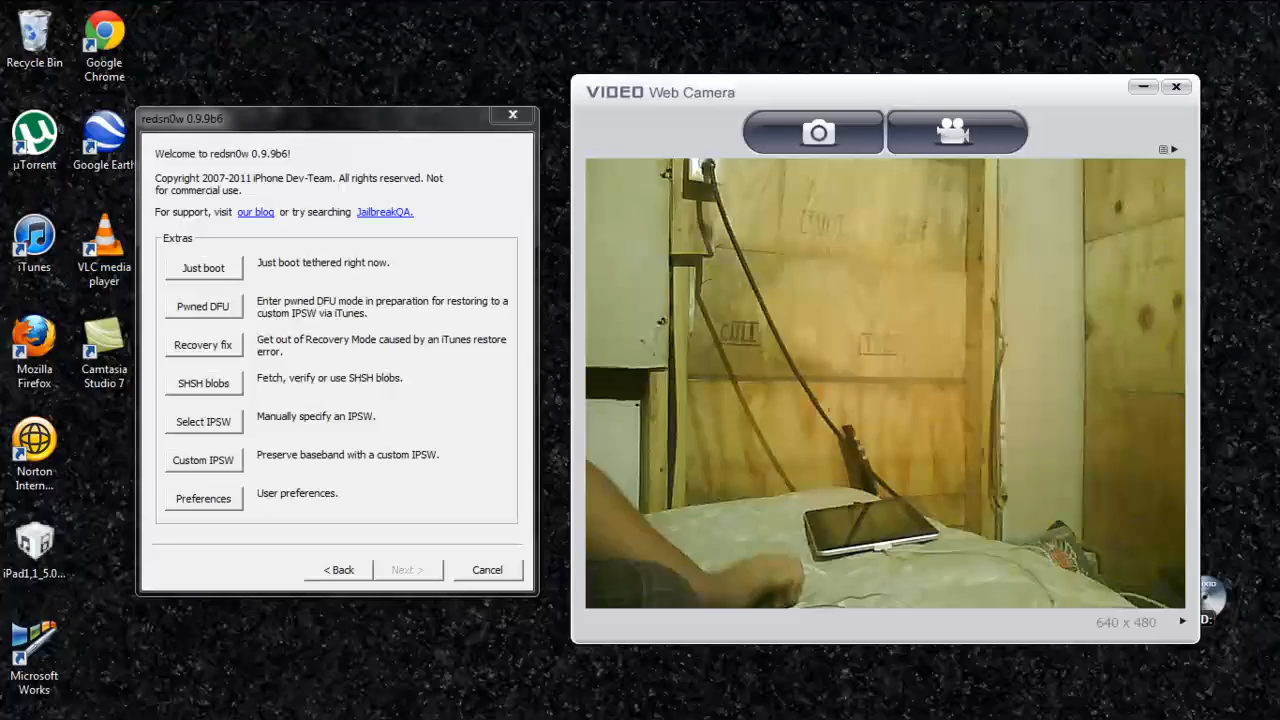 Recycle Bin
Google
Chrome
µTorrent
Google Earth
iTunes
VLC media
player
Mozilla
Firefox
Camtasia
Studio 7
Norton
Intern...
iPad1,1_5.0...
Microsoft
Works
redsn0w 0.9.9b6
Welcome to redsn0w 0.9.9b6!
Copyright 2007-2011 iPhone Dev-Team. All rights reserved. Not
for commercial use.
For support, visit our blog or try searching JailbreakQA.
Extras
Just boot
Just boot tethered right now.
Pwned DFU
Enter pwned DFU mode in preparation for restoring to a
custom IPSW via iTunes.
Recovery fix
Get out of Recovery Mode caused by an iTunes restore
error.
SHSH blobs
Fetch, verify or use SHSH blobs.
Select IPSW
Manually specify an IPSW.
Custom IPSW
Preserve baseband with a custom IPSW.
Preferences
User preferences.
< Back
Next >
Cancel
VIDEO Web Camera
640 x 480
D: